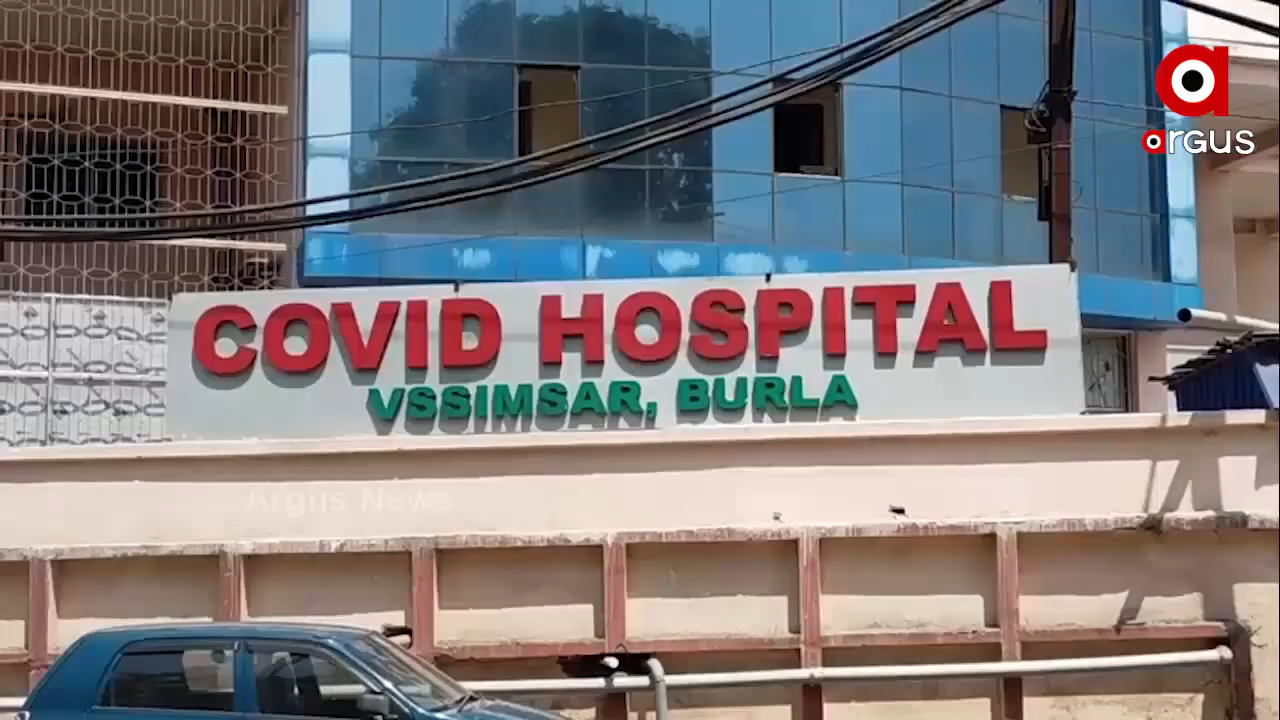 a
argus
COVID HOSPITAL
VSSIMSAR, BURLA
Argus News